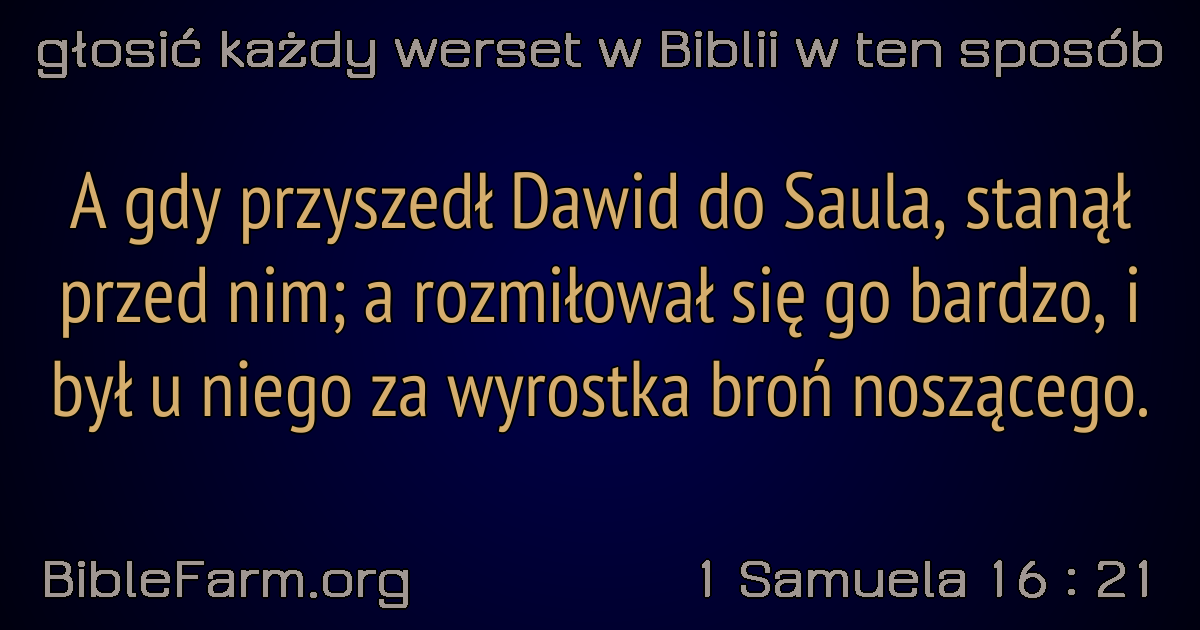 głosić każdy werset w Biblii w ten sposób
A gdy przyszedł Dawid do Saula, stanął
przed nim; a rozmiłował się go bardzo, i
był u niego za wyrostka broń noszącego.
BibleFarm.org
1 Samuela 16 : 21